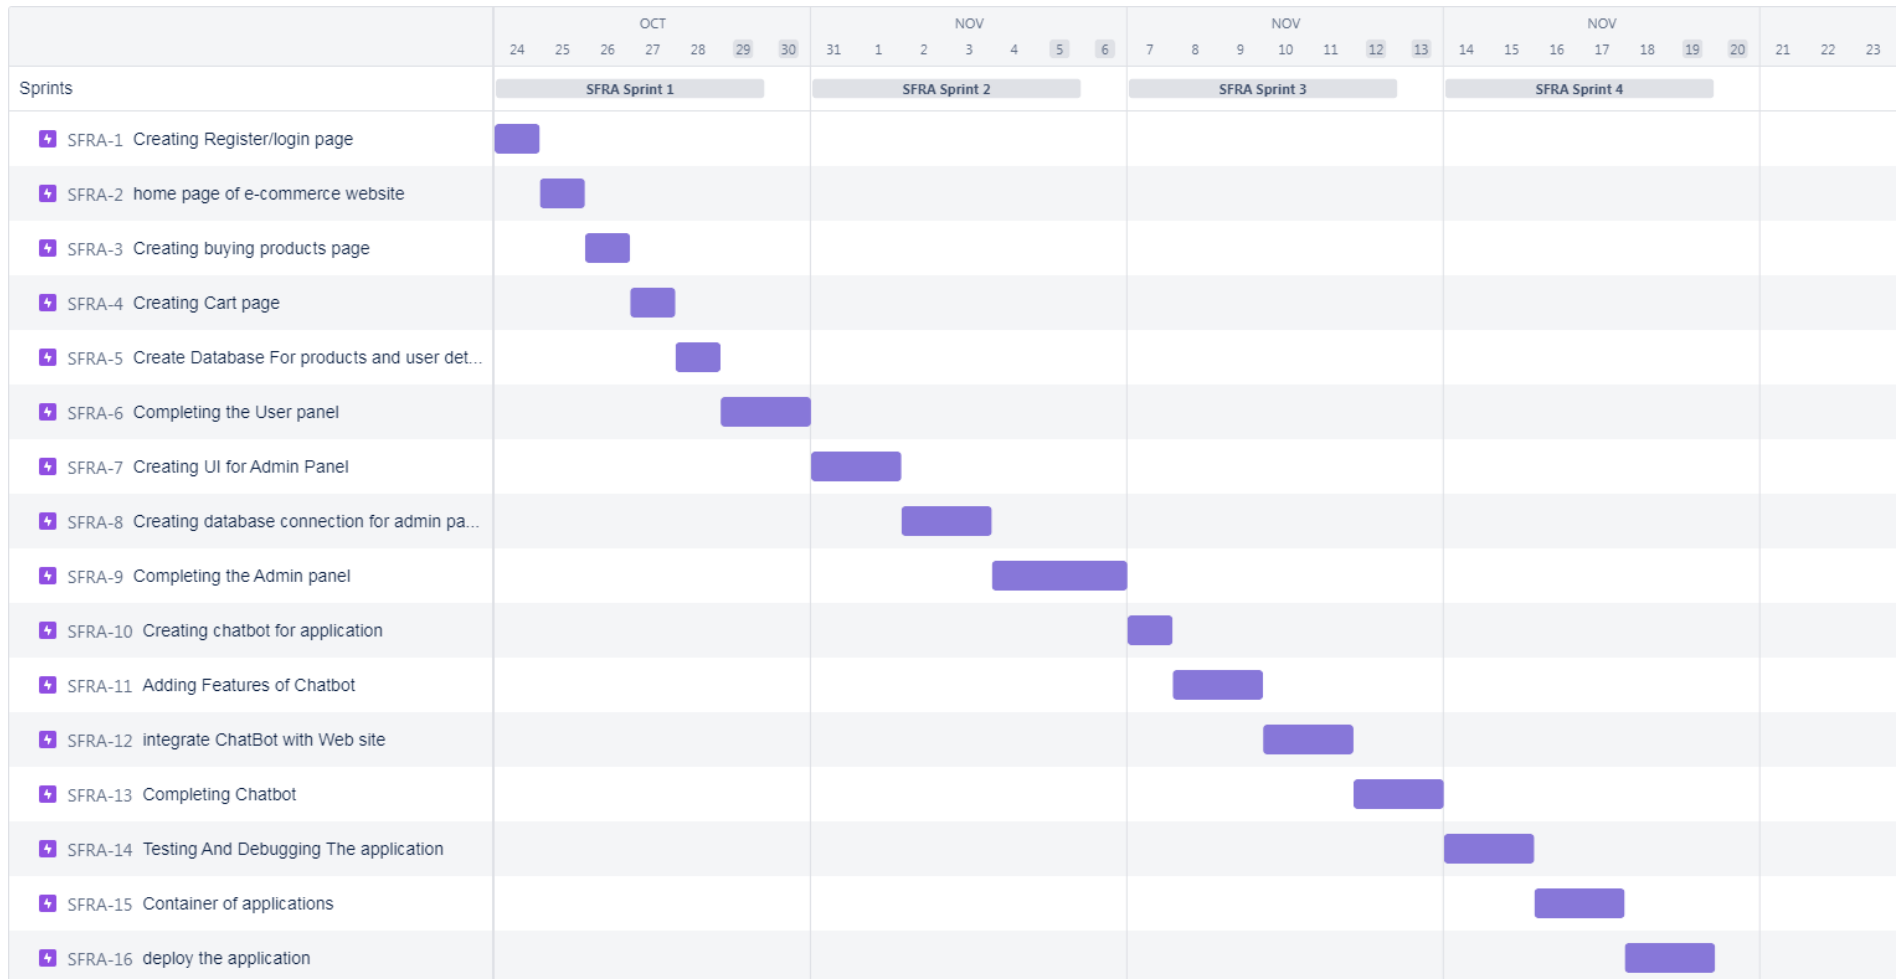 OCT NOV NOV NOV
24 25 26 27 28 29 30 31 1 2 3 4 5 6 7 8 9 10 11 12 13 14 15 16 17 18 19 20 21 22 23
Sprints SFRA Sprint 1 SFRA Sprint 2 SFRA Sprint 3 SFRA Sprint 4
SFRA-1 Creating Register/login page
SFRA-2 home page of e-commerce website
SFRA-3 Creating buying products page
SFRA-4 Creating Cart page
SFRA-5 Create Database For products and user det...
SFRA-6 Completing the User panel
SFRA-7 Creating UI for Admin Panel
SFRA-8 Creating database connection for admin pa...
SFRA-9 Completing the Admin panel
SFRA-10 Creating chatbot for application
SFRA-11 Adding Features of Chatbot
SFRA-12 integrate ChatBot with Web site
SFRA-13 Completing Chatbot
SFRA-14 Testing And Debugging The application
SFRA-15 Container of applications
SFRA-16 deploy the application